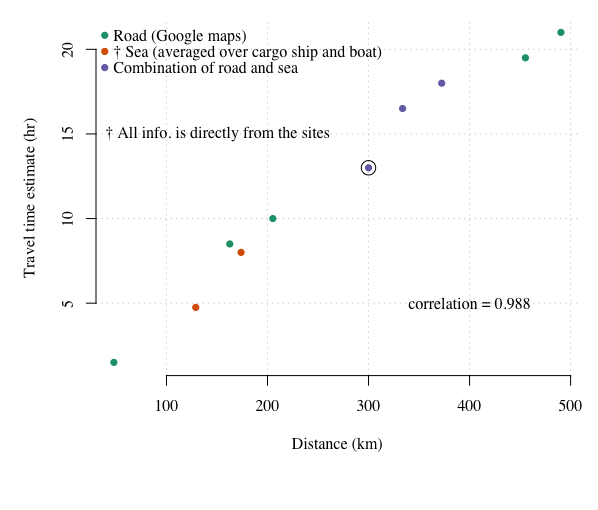 Road (Google maps)
† Sea (averaged over cargo ship and boat)
Combination of road and sea
† All info. is directly from the sites
correlation = 0.988
Travel time estimate (hr)
20
15
10
5
100 200 300 400 500
Distance (km)